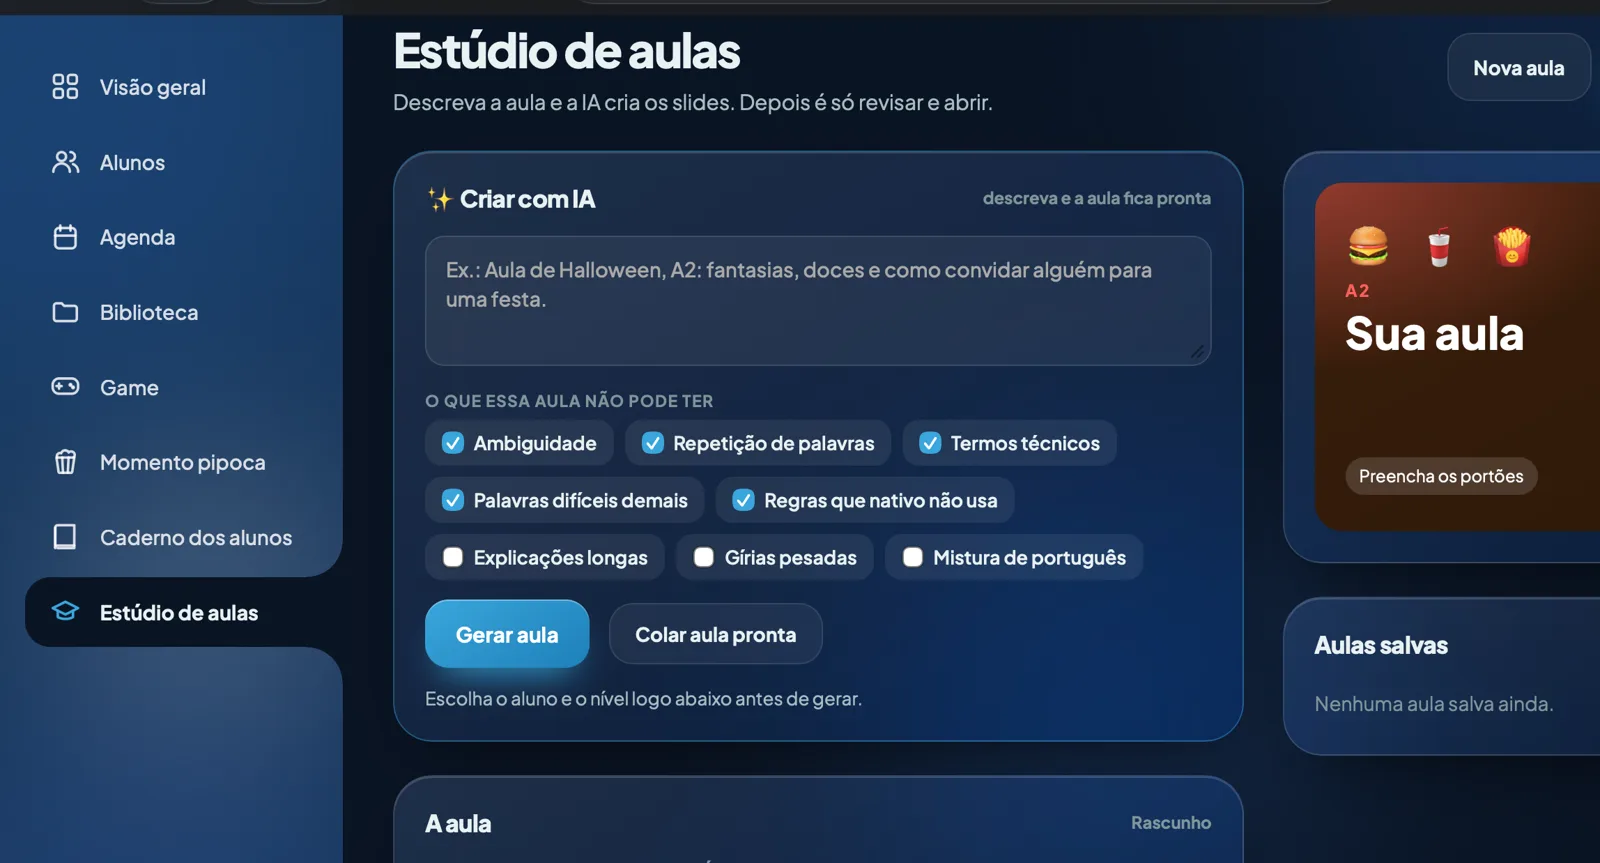 Visão geral
Alunos
Agenda
Biblioteca
Game
Momento pipoca
Caderno dos alunos
Estúdio de aulas
Estúdio de aulas
Descreva a aula e a IA cria os slides. Depois é só revisar e abrir.
Nova aula
✨ Criar com IA
descreva e a aula fica pronta
Ex.: Aula de Halloween, A2: fantasias, doces e como convidar alguém para
uma festa.
O QUE ESSA AULA NÃO PODE TER
Ambiguidade
Repetição de palavras
Termos técnicos
Palavras difíceis demais
Regras que nativo não usa
Explicações longas
Gírias pesadas
Mistura de português
Gerar aula
Colar aula pronta
Escolha o aluno e o nível logo abaixo antes de gerar.
A aula
Rascunho
A2
Sua aula
Preencha os portões
Aulas salvas
Nenhuma aula salva ainda.